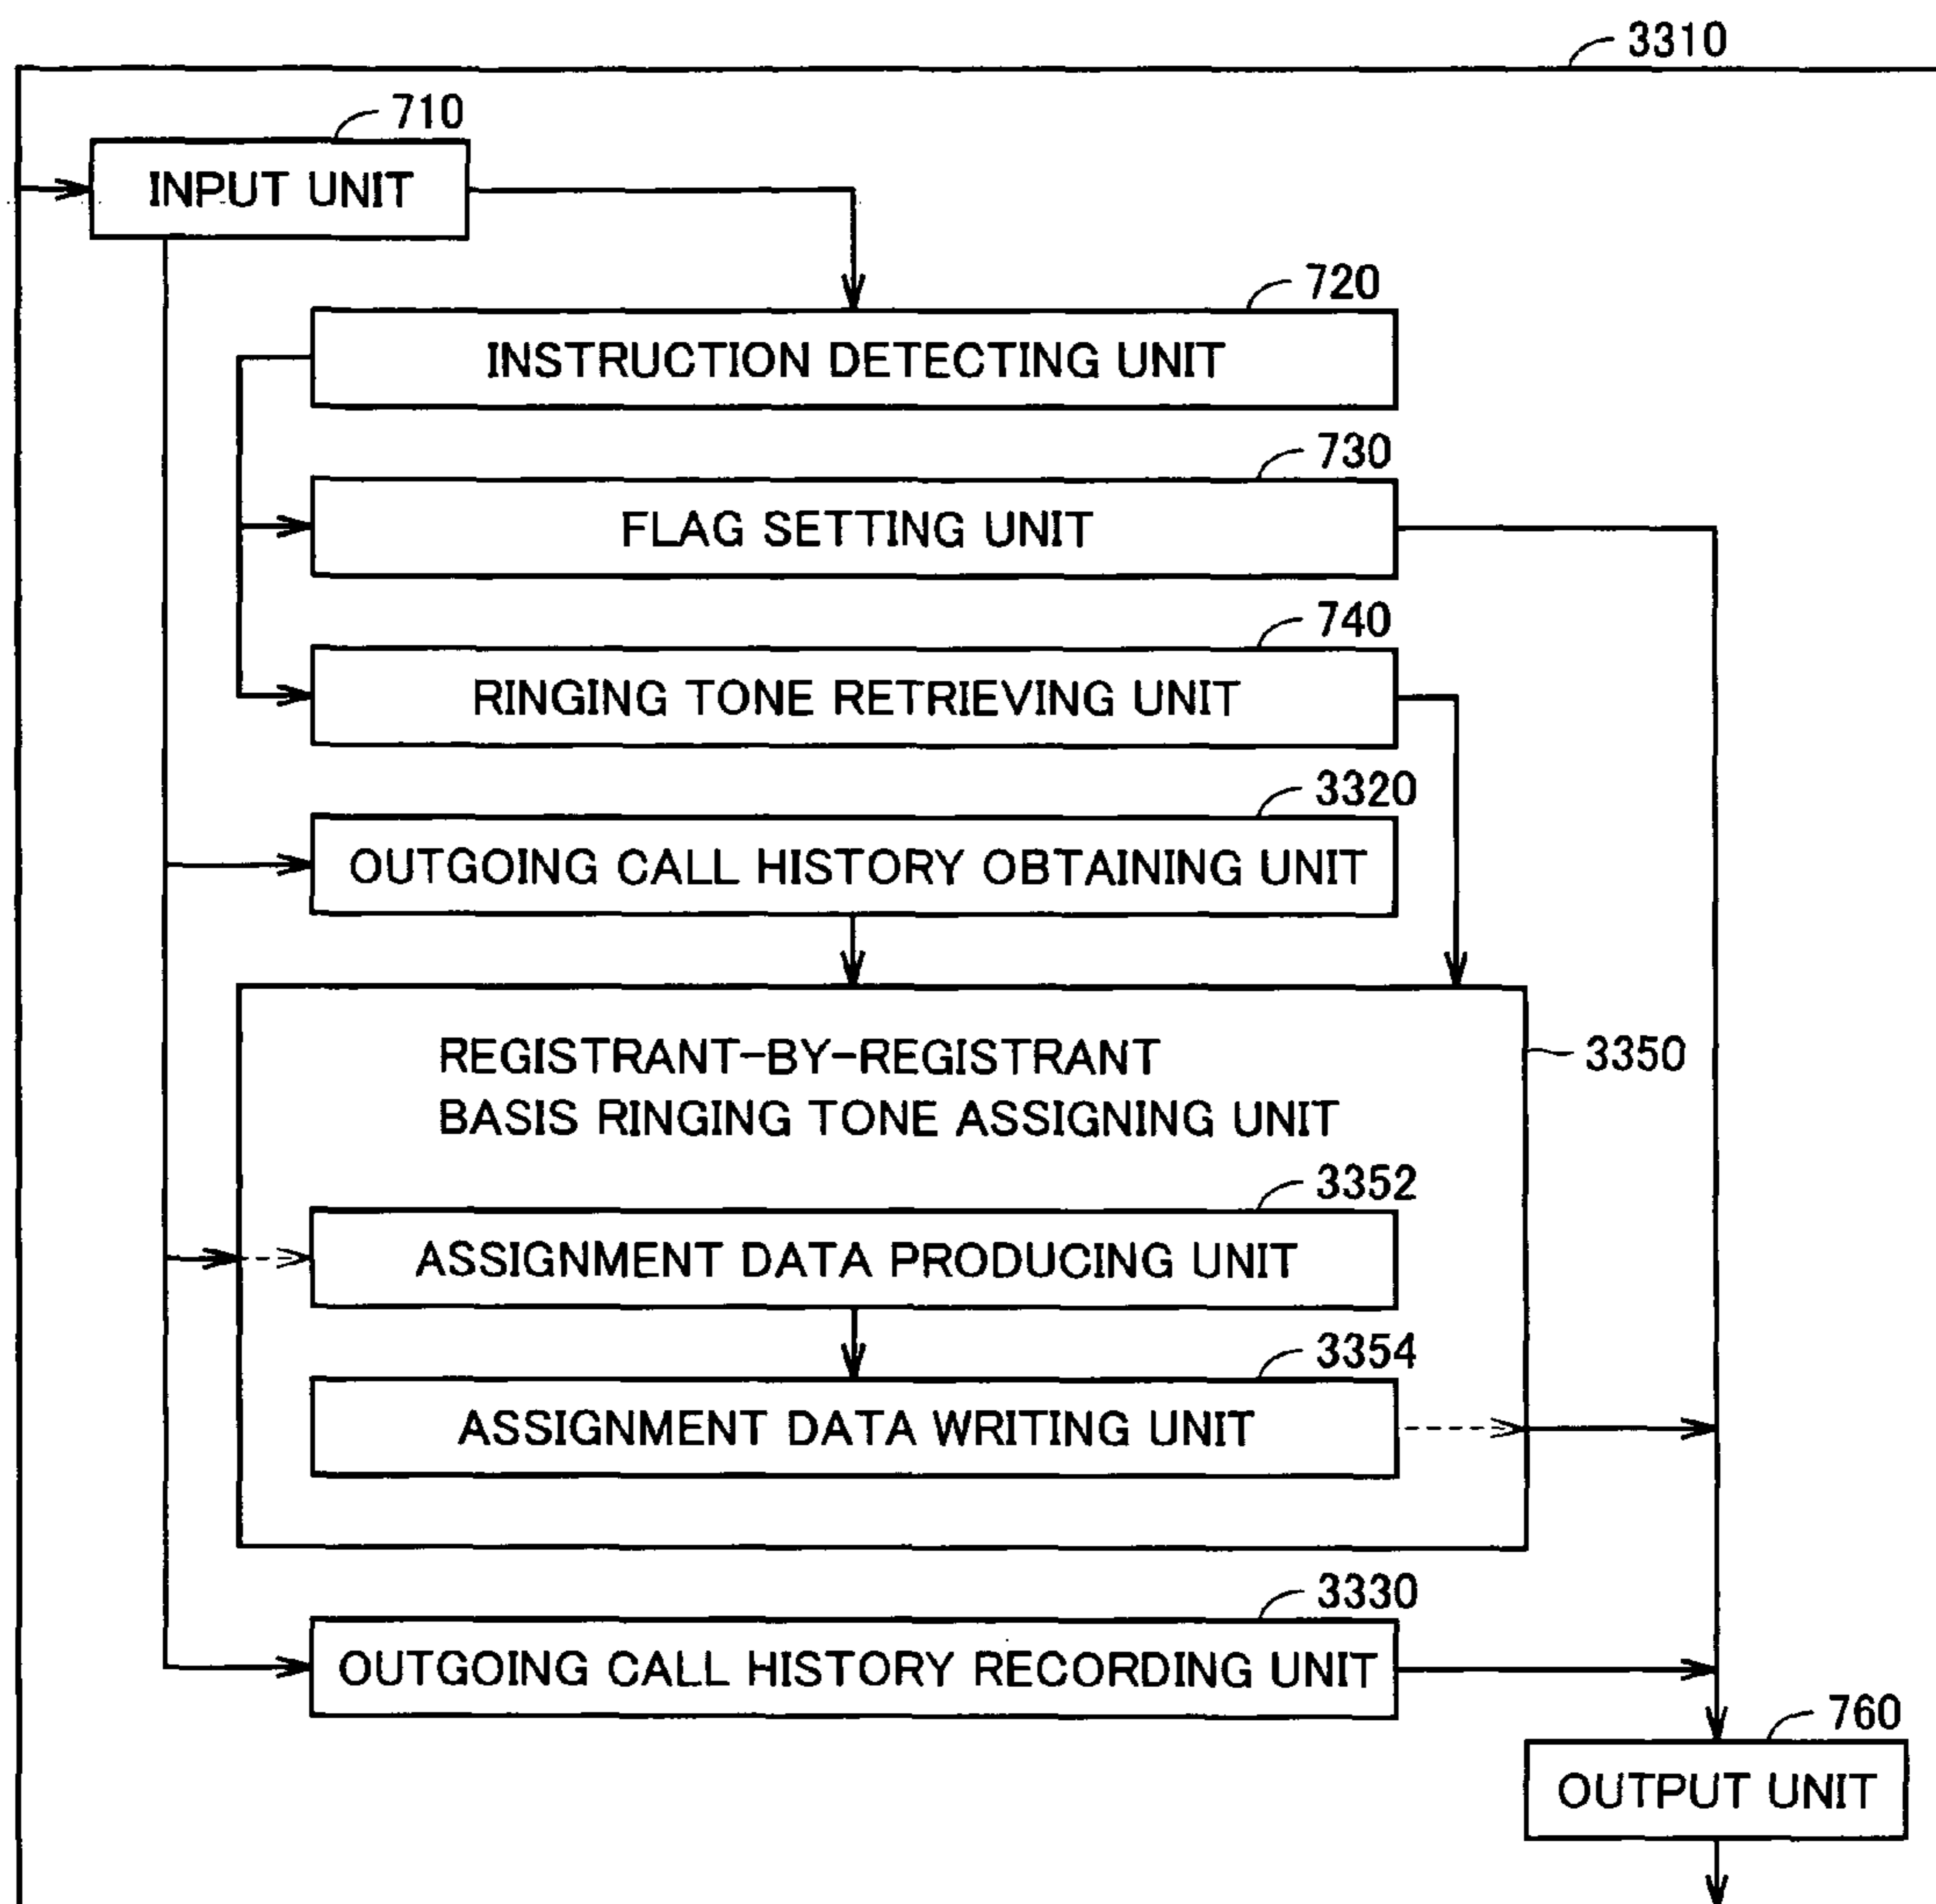 3310
710
INPUT UNIT
720
INSTRUCTION DETECTING UNIT
730
FLAG SETTING UNIT
740
RINGING TONE RETRIEVING UNIT
3320
OUTGOING CALL HISTORY OBTAINING UNIT
REGISTRANT-BY-REGISTRANT
BASIS RINGING TONE ASSIGNING UNIT
3350
3352
ASSIGNMENT DATA PRODUCING UNIT
3354
ASSIGNMENT DATA WRITING UNIT
3330
OUTGOING CALL HISTORY RECORDING UNIT
760
OUTPUT UNIT